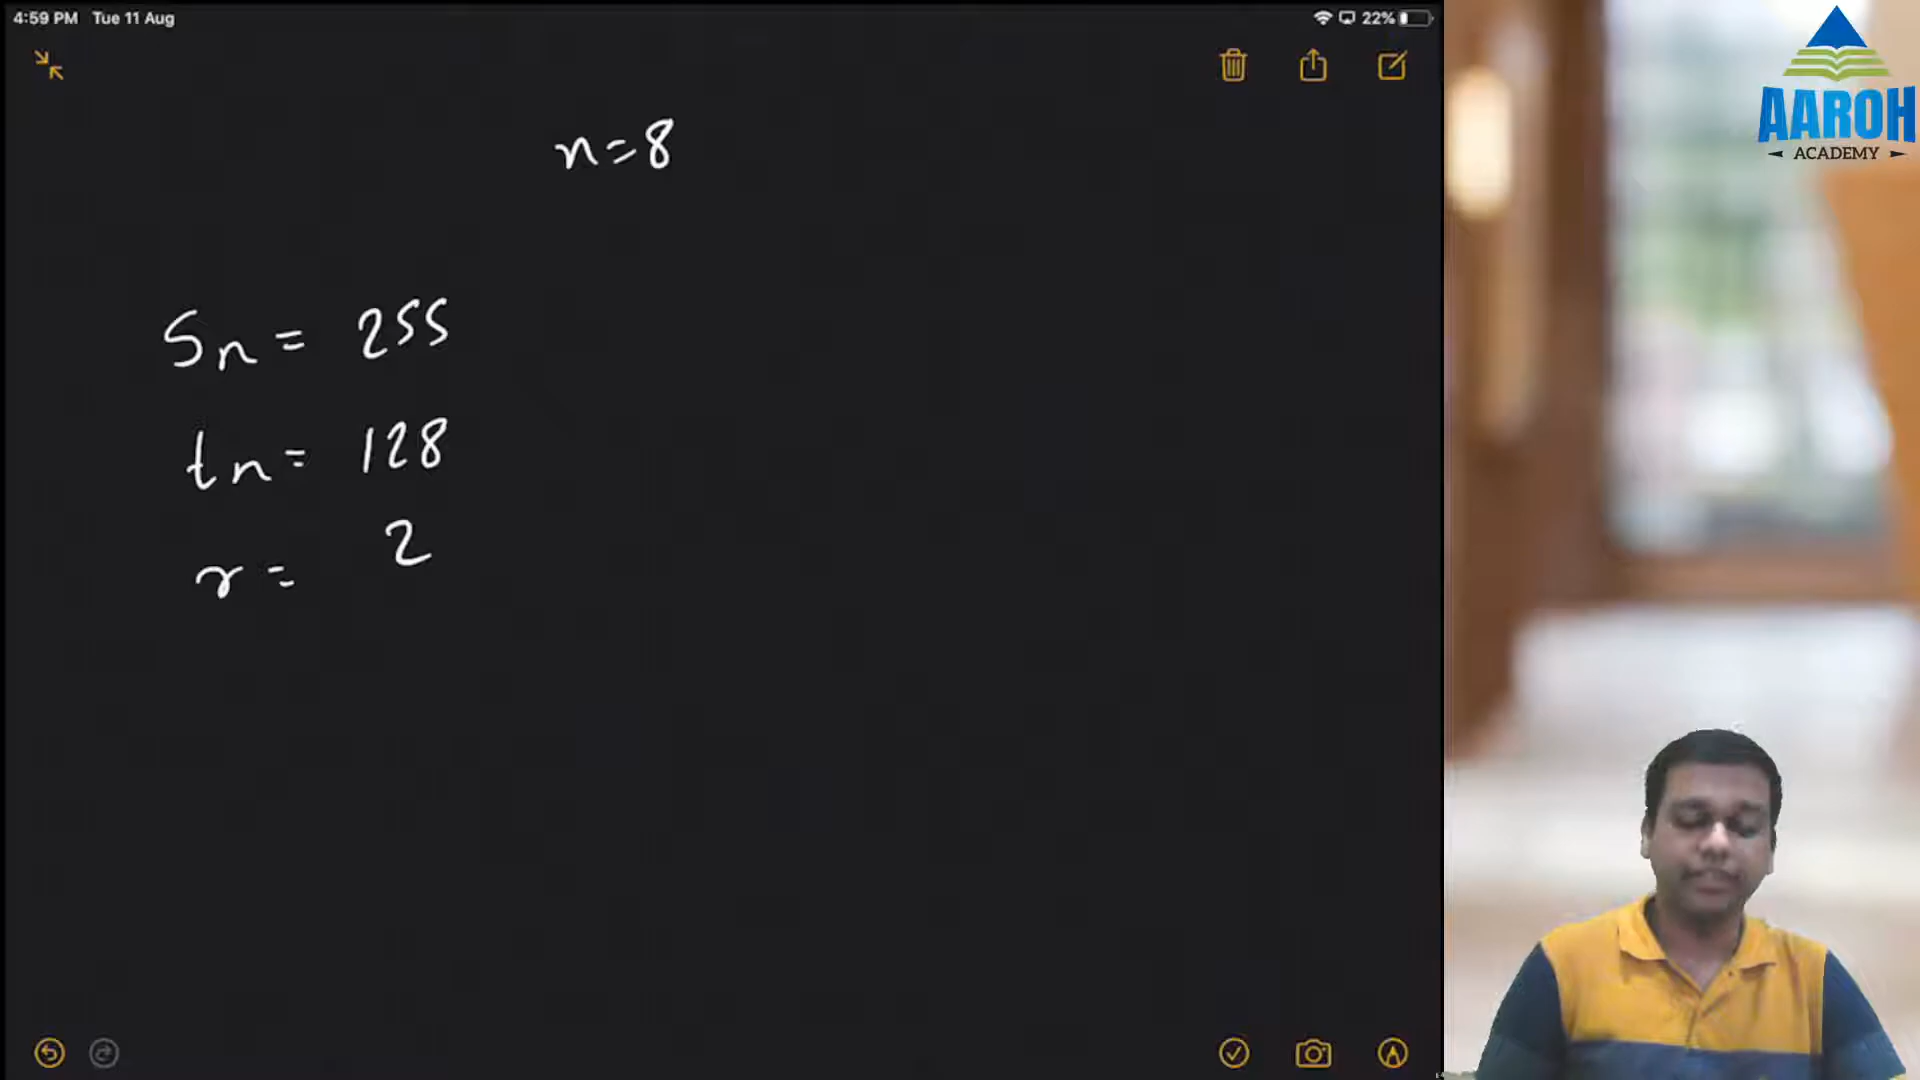 4:59 PM Tue 11 Aug
22%
AAROH
ACADEMY
n=8
Sn = 255
tn = 128
r = 2